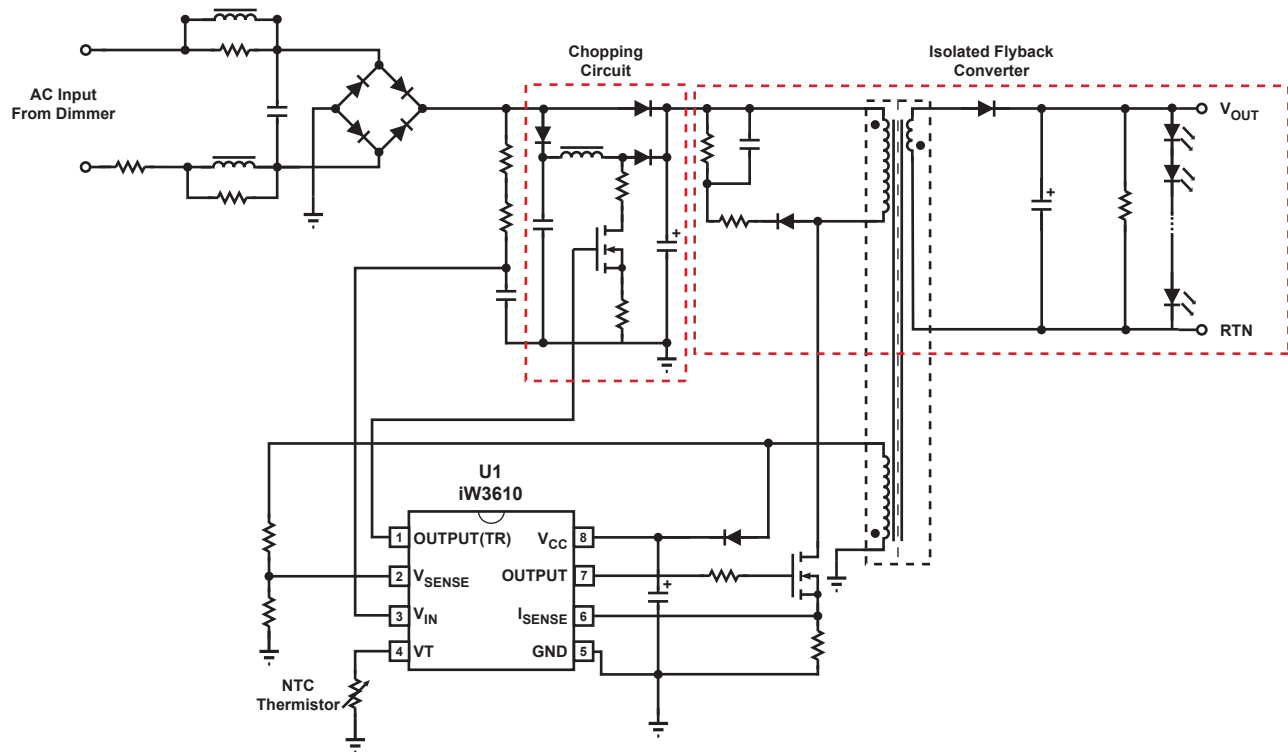 Chopping
Circuit
Isolated Flyback
Converter
AC Input
From Dimmer
VOUT
+
+
RTN
U1
iW3610
1 OUTPUT(TR)
VCC 8
2 VSENSE
OUTPUT 7
+
3 VIN
ISENSE 6
4 VT
GND 5
NTC
Thermistor